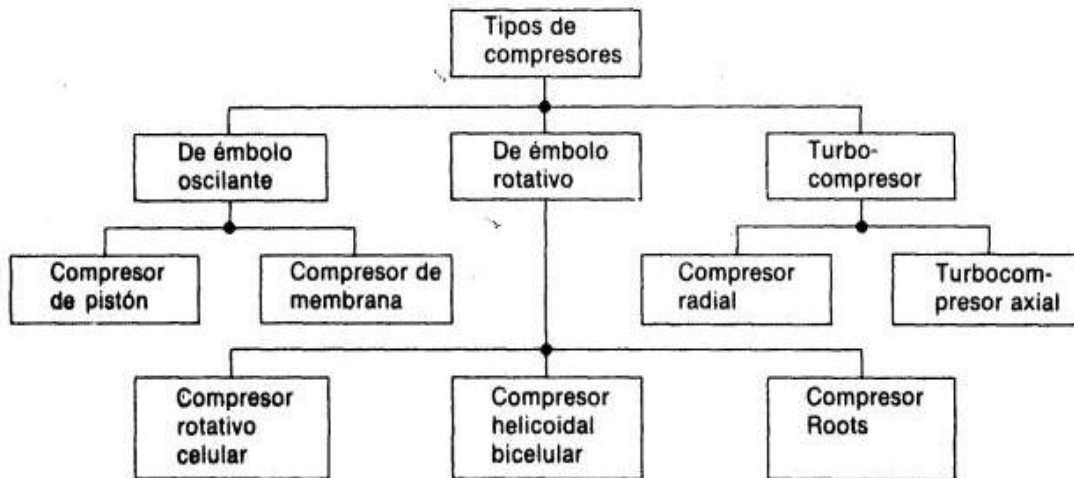 Tipos de
compresores
De émbolo
oscilante
De émbolo
rotativo
Turbo-
compresor
Compresor
de pistón
Compresor de
membrana
Compresor
radial
Turbocom-
presor axial
Compresor
rotativo
celular
Compresor
helicoidal
bicelular
Compresor
Roots